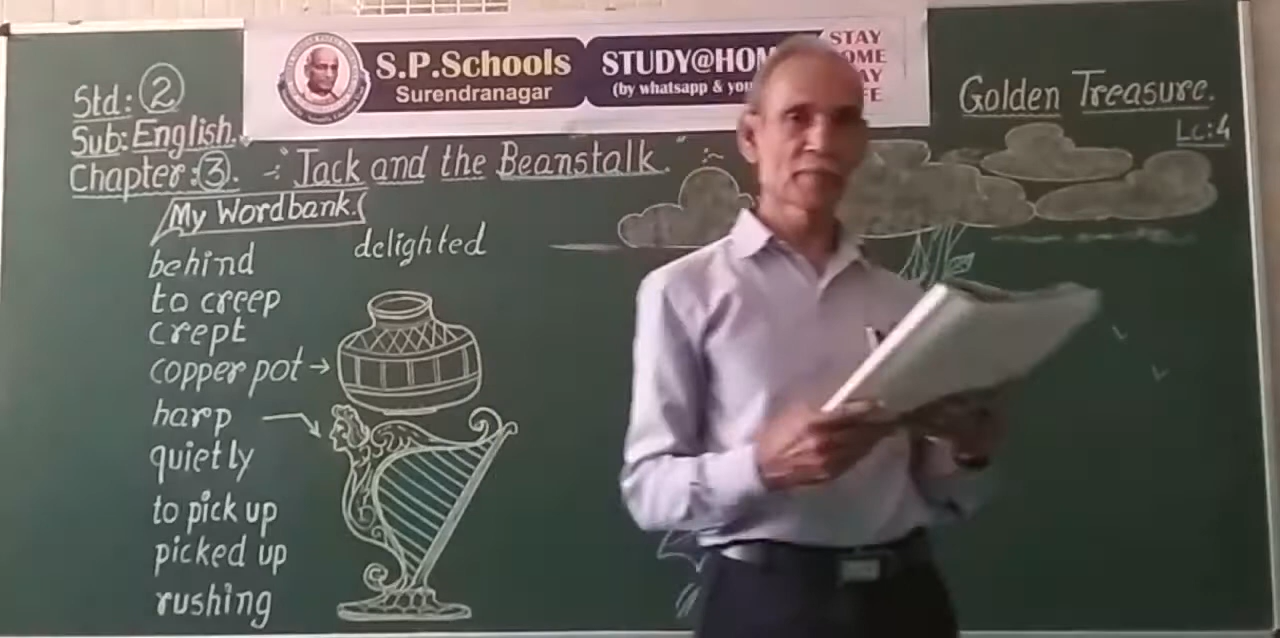 S.P.Schools
Surendranagar
STUDY@HOM
(by whatsapp & you
STAY
OME
AY
FE
Std: 2
Sub: English.
Chapter: 3. -: "Jack and the Beanstalk." :-
Golden Treasure.
Lc:4
My Wordbank.
behind
delighted
to creep
crept
copper pot →
harp
quietly
to pick up
picked up
rushing